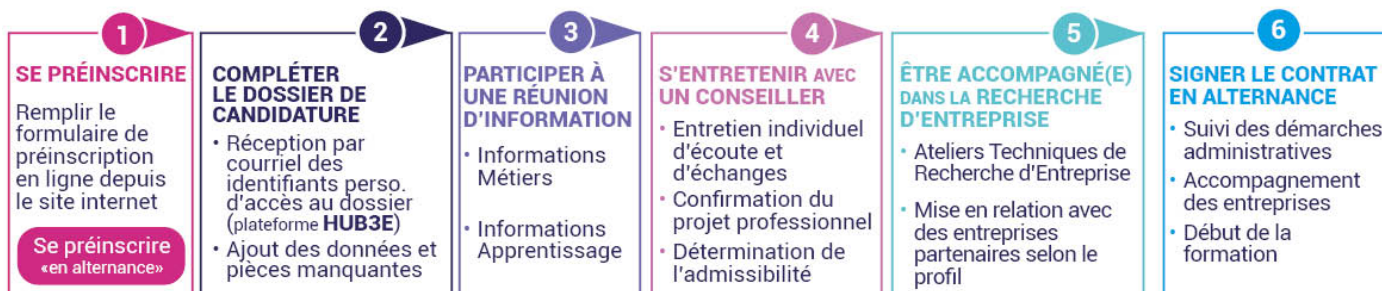 1
SE PRÉINSCRIRE
Remplir le
formulaire de
préinscription
en ligne depuis
le site internet
Se préinscrire
«en alternance»
2
COMPLÉTER
LE DOSSIER DE
CANDIDATURE
• Réception par
courriel des
identifiants perso.
d'accès au dossier
(plateforme HUB3E)
• Ajout des données et
pièces manquantes
3
PARTICIPER À
UNE RÉUNION
D'INFORMATION
• Informations
Métiers
• Informations
Apprentissage
4
S'ENTRETENIR AVEC
UN CONSEILLER
• Entretien individuel
d'écoute et
d'échanges
• Confirmation du
projet professionnel
• Détermination de
l'admissibilité
5
ÊTRE ACCOMPAGNÉ(E)
DANS LA RECHERCHE
D'ENTREPRISE
• Ateliers Techniques de
Recherche d'Entreprise
• Mise en relation avec
des entreprises
partenaires selon le
profil
6
SIGNER LE CONTRAT
EN ALTERNANCE
• Suivi des démarches
administratives
• Accompagnement
des entreprises
• Début de la
formation